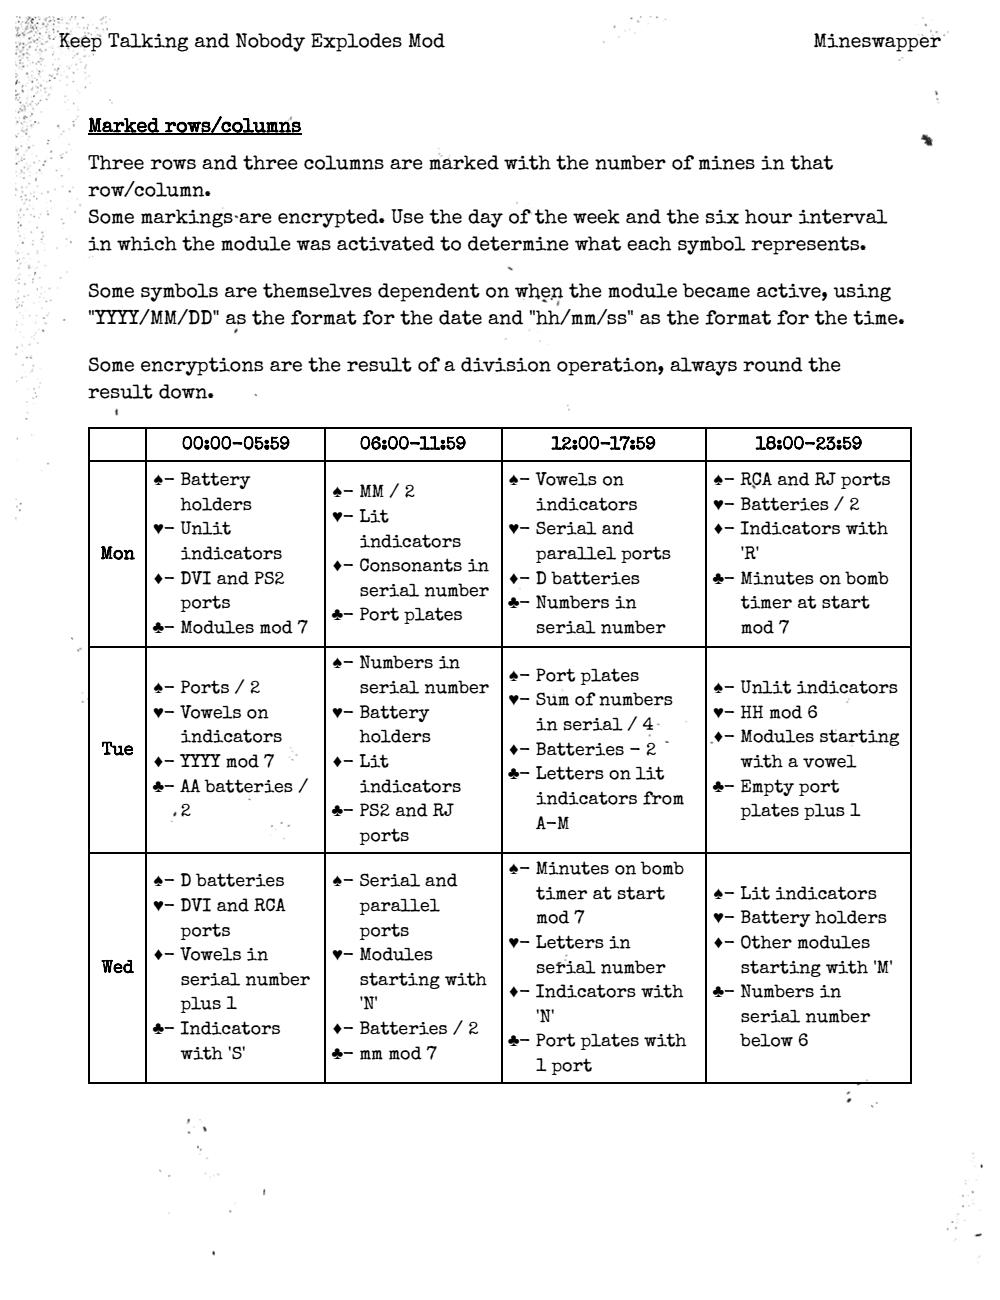 Keep Talking and Nobody Explodes Mod
Mineswapper
Marked rows/columns
Three rows and three columns are marked with the number of mines in that
row/column.
Some markings are encrypted. Use the day of the week and the six hour interval
in which the module was activated to determine what each symbol represents.
Some symbols are themselves dependent on when the module became active, using
"YYYY/MM/DD" as the format for the date and "hh/mm/ss" as the format for the time.
Some encryptions are the result of a division operation, always round the
result down.
00:00-05:59
06:00-11:59
12:00-17:59
18:00-23:59
Mon
♠- Battery
holders
♥- Unlit
indicators
♦- DVI and PS2
ports
♣- Modules mod 7
♠- MM / 2
♥- Lit
indicators
♦- Consonants in
serial number
♣- Port plates
♠- Vowels on
indicators
♥- Serial and
parallel ports
♦- D batteries
♣- Numbers in
serial number
♠- RCA and RJ ports
♥- Batteries / 2
♦- Indicators with
'R'
♣- Minutes on bomb
timer at start
mod 7
Tue
♠- Ports / 2
♥- Vowels on
indicators
♦- YYYY mod 7
♣- AA batteries /
2
♠- Numbers in
serial number
♥- Battery
holders
♦- Lit
indicators
♣- PS2 and RJ
ports
♠- Port plates
♥- Sum of numbers
in serial / 4
♦- Batteries - 2
♣- Letters on lit
indicators from
A-M
♠- Unlit indicators
♥- HH mod 6
♦- Modules starting
with a vowel
♣- Empty port
plates plus 1
Wed
♠- D batteries
♥- DVI and RCA
ports
♦- Vowels in
serial number
plus 1
♣- Indicators
with 'S'
♠- Serial and
parallel
ports
♥- Modules
starting with
'N'
♦- Batteries / 2
♣- mm mod 7
♠- Minutes on bomb
timer at start
mod 7
♥- Letters in
serial number
♦- Indicators with
'N'
♣- Port plates with
1 port
♠- Lit indicators
♥- Battery holders
♦- Other modules
starting with 'M'
♣- Numbers in
serial number
below 6